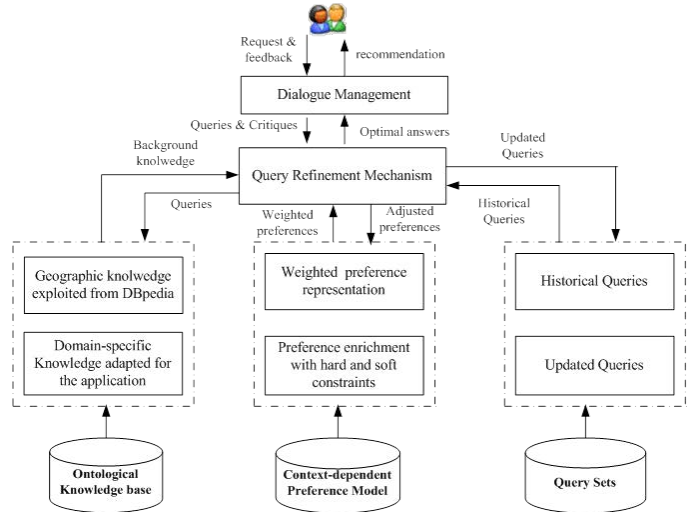 Request &
feedback
recommendation
Dialogue Management
Queries & Critiques
Optimal answers
Background
knolwedge
Updated
Queries
Query Refinement Mechanism
Queries
Weighted
preferences
Adjusted
preferences
Historical
Queries
Geographic knolwedge
exploited from DBpedia
Weighted preference
representation
Historical Queries
Domain-specific
Knowledge adapted for
the application
Preference enrichment
with hard and soft
constraints
Updated Queries
Ontological
Knowledge base
Context-dependent
Preference Model
Query Sets